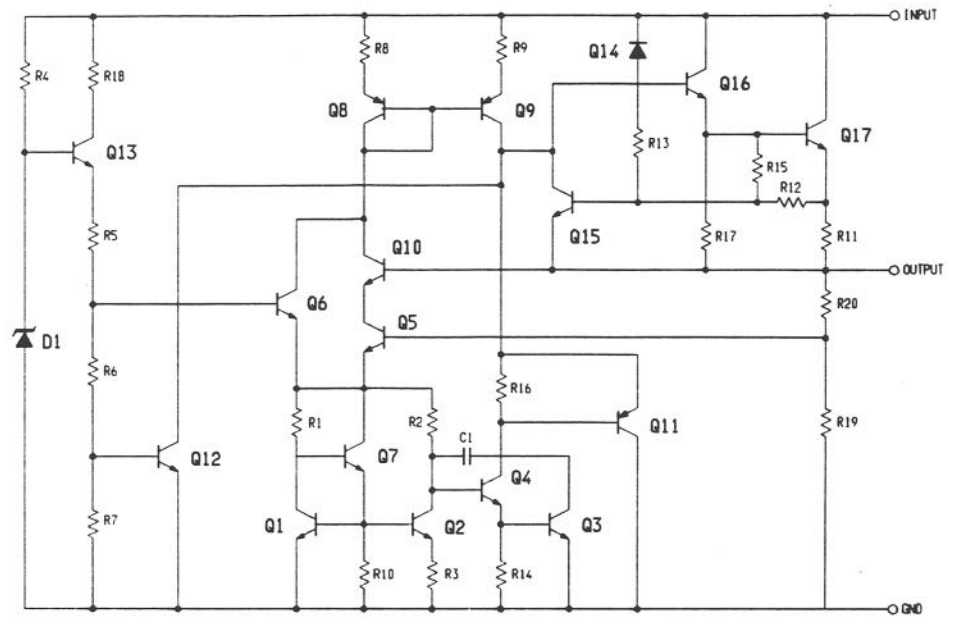 INPUT
R8
R9
Q14
R4
R18
Q16
Q8
Q9
Q17
Q13
R13
R15
R12
R5
Q15
R17
R11
Q10
OUTPUT
Q6
R20
Q5
D1
R6
R16
R1
R2
Q11
R19
C1
Q12
Q7
Q4
R7
Q1
Q2
Q3
R10
R3
R14
GND